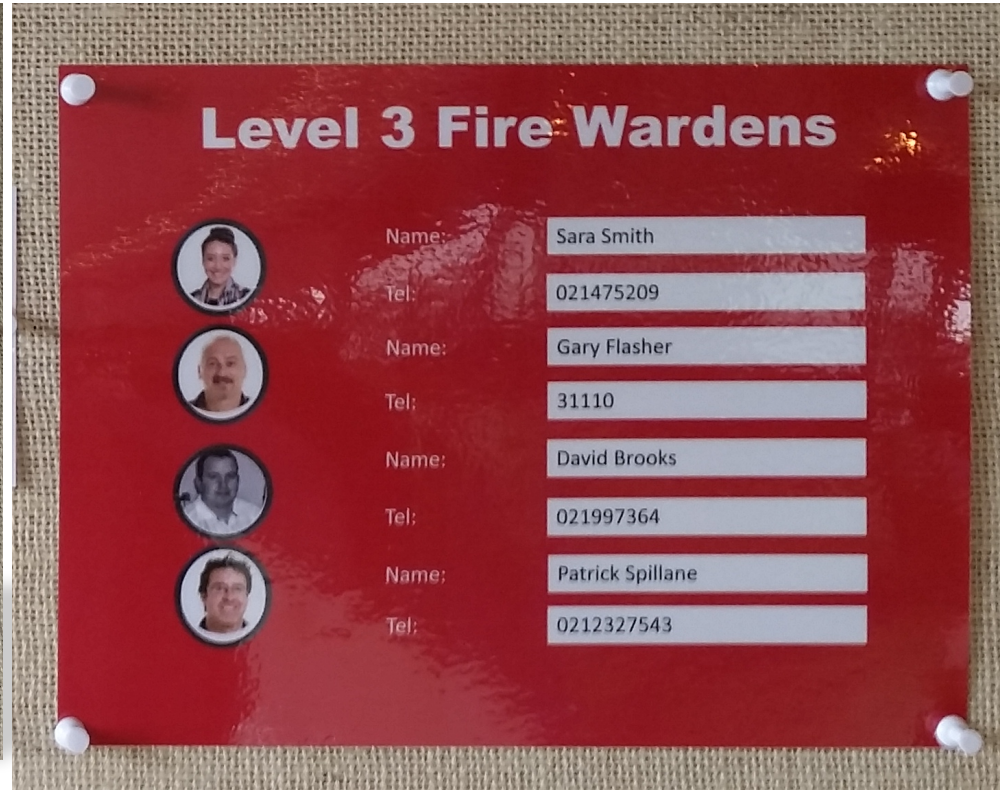 Level 3 Fire Wardens
Name: Sara Smith
Tel: 021475209
Name: Gary Flasher
Tel: 31110
Name: David Brooks
Tel: 021997364
Name: Patrick Spillane
Tel: 0212327543